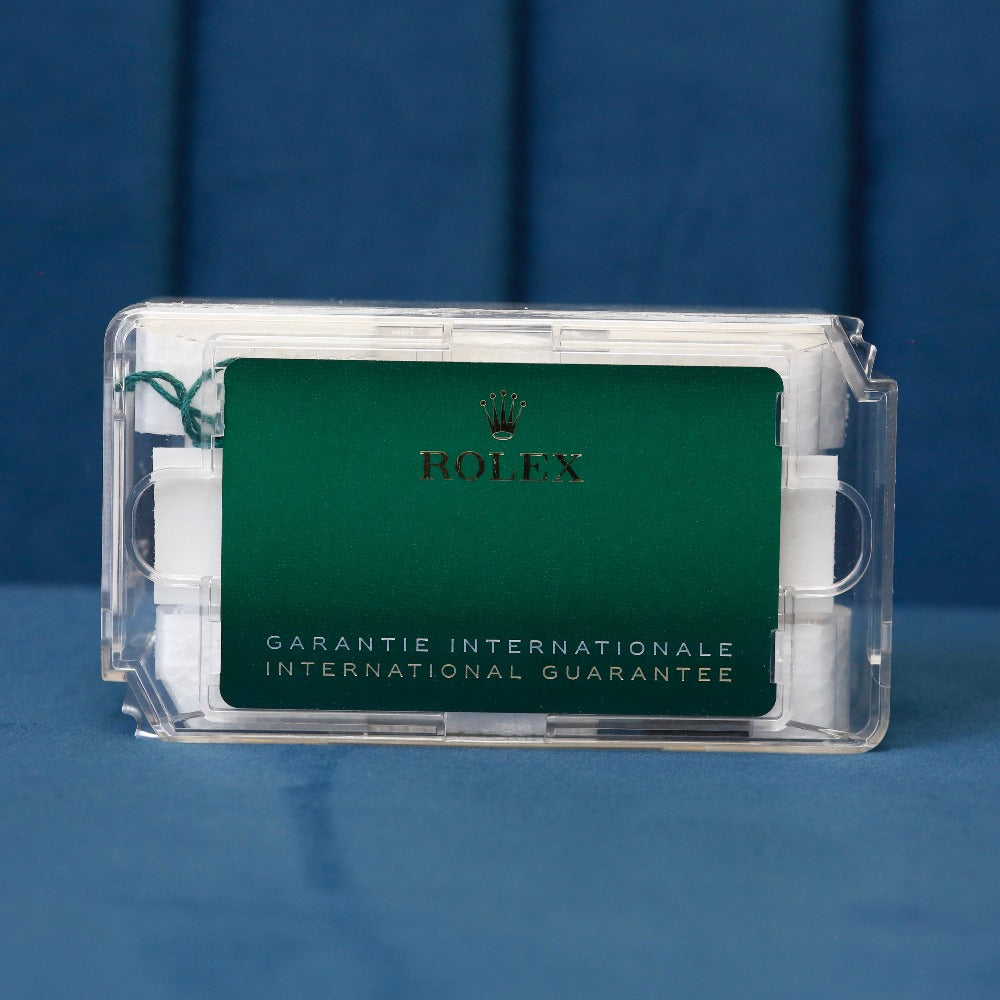 ROLEX
GARANTIE INTERNATIONALE
INTERNATIONAL GUARANTEE